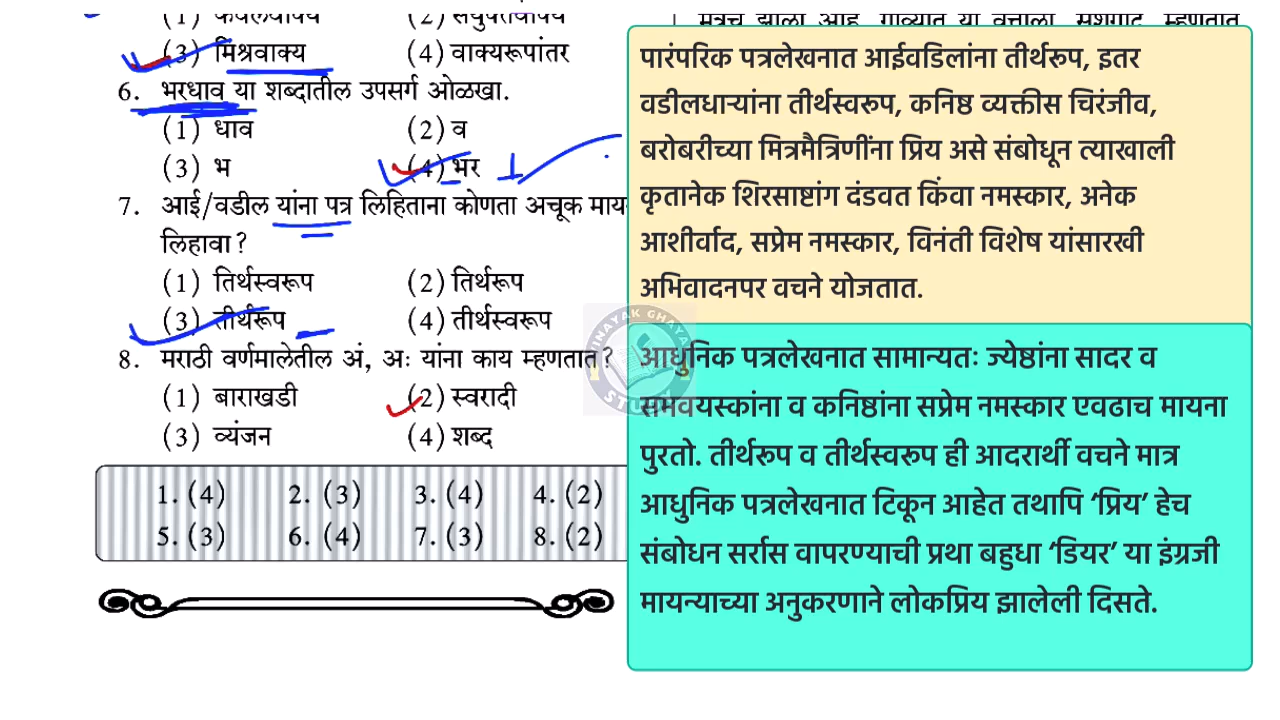 (3) मिश्रवाक्य (4) वाक्यरूपांतर
6. भरधाव या शब्दातील उपसर्ग ओळखा.
(1) धाव (2) व
(3) भ (4) भर
7. आई/वडील यांना पत्र लिहिताना कोणता अचूक
लिहावा?
(1) तिर्थस्वरूप (2) तिर्थरूप
(3) तीर्थरूप (4) तीर्थस्वरूप
8. मराठी वर्णमालेतील अं, अः यांना काय म्हणतात?
(1) बाराखडी (2) स्वरादी
(3) व्यंजन (4) शब्द
1. (4) 2. (3) 3. (4) 4. (2)
5. (3) 6. (4) 7. (3) 8. (2)
पारंपरिक पत्रलेखनात आईवडिलांना तीर्थरूप, इतर
वडीलधाऱ्यांना तीर्थस्वरूप, कनिष्ठ व्यक्तीस चिरंजीव,
बरोबरीच्या मित्रमैत्रिणींना प्रिय असे संबोधून त्याखाली
कृतानेक शिरसाष्टांग दंडवत किंवा नमस्कार, अनेक
आशीर्वाद, सप्रेम नमस्कार, विनंती विशेष यांसारखी
अभिवादनपर वचने योजतात.
आधुनिक पत्रलेखनात सामान्यतः ज्येष्ठांना सादर व
समवयस्कांना व कनिष्ठांना सप्रेम नमस्कार एवढाच मायना
पुरतो. तीर्थरूप व तीर्थस्वरूप ही आदरार्थी वचने मात्र
आधुनिक पत्रलेखनात टिकून आहेत तथापि ‘प्रिय’ हेच
संबोधन सर्रास वापरण्याची प्रथा बहुधा ‘डियर’ या इंग्रजी
मायन्याच्या अनुकरणाने लोकप्रिय झालेली दिसते.